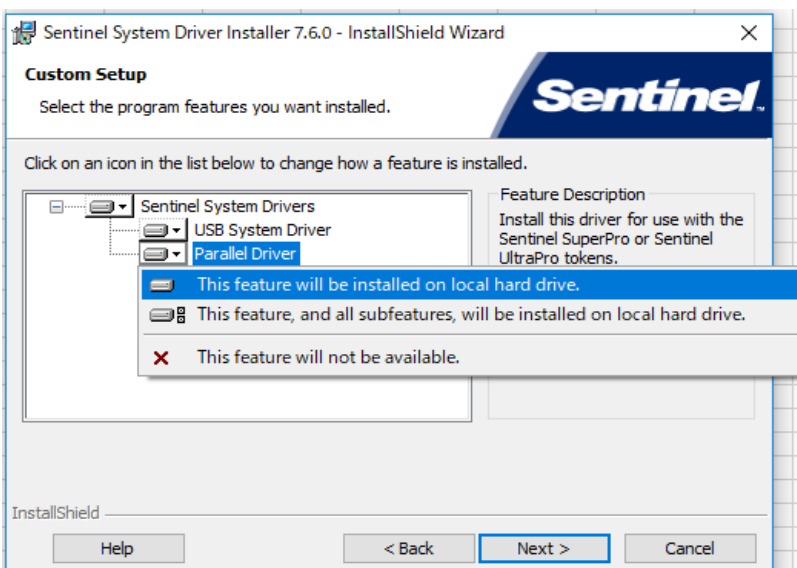 Sentinel System Driver Installer 7.6.0 - InstallShield Wizard
Custom Setup
Select the program features you want installed.
Sentinel™
Click on an icon in the list below to change how a feature is installed.
Sentinel System Drivers
USB System Driver
Parallel Driver
Feature Description
Install this driver for use with the
Sentinel SuperPro or Sentinel
UltraPro tokens.
This feature will be installed on local hard drive.
This feature, and all subfeatures, will be installed on local hard drive.
This feature will not be available.
InstallShield
Help
< Back
Next >
Cancel